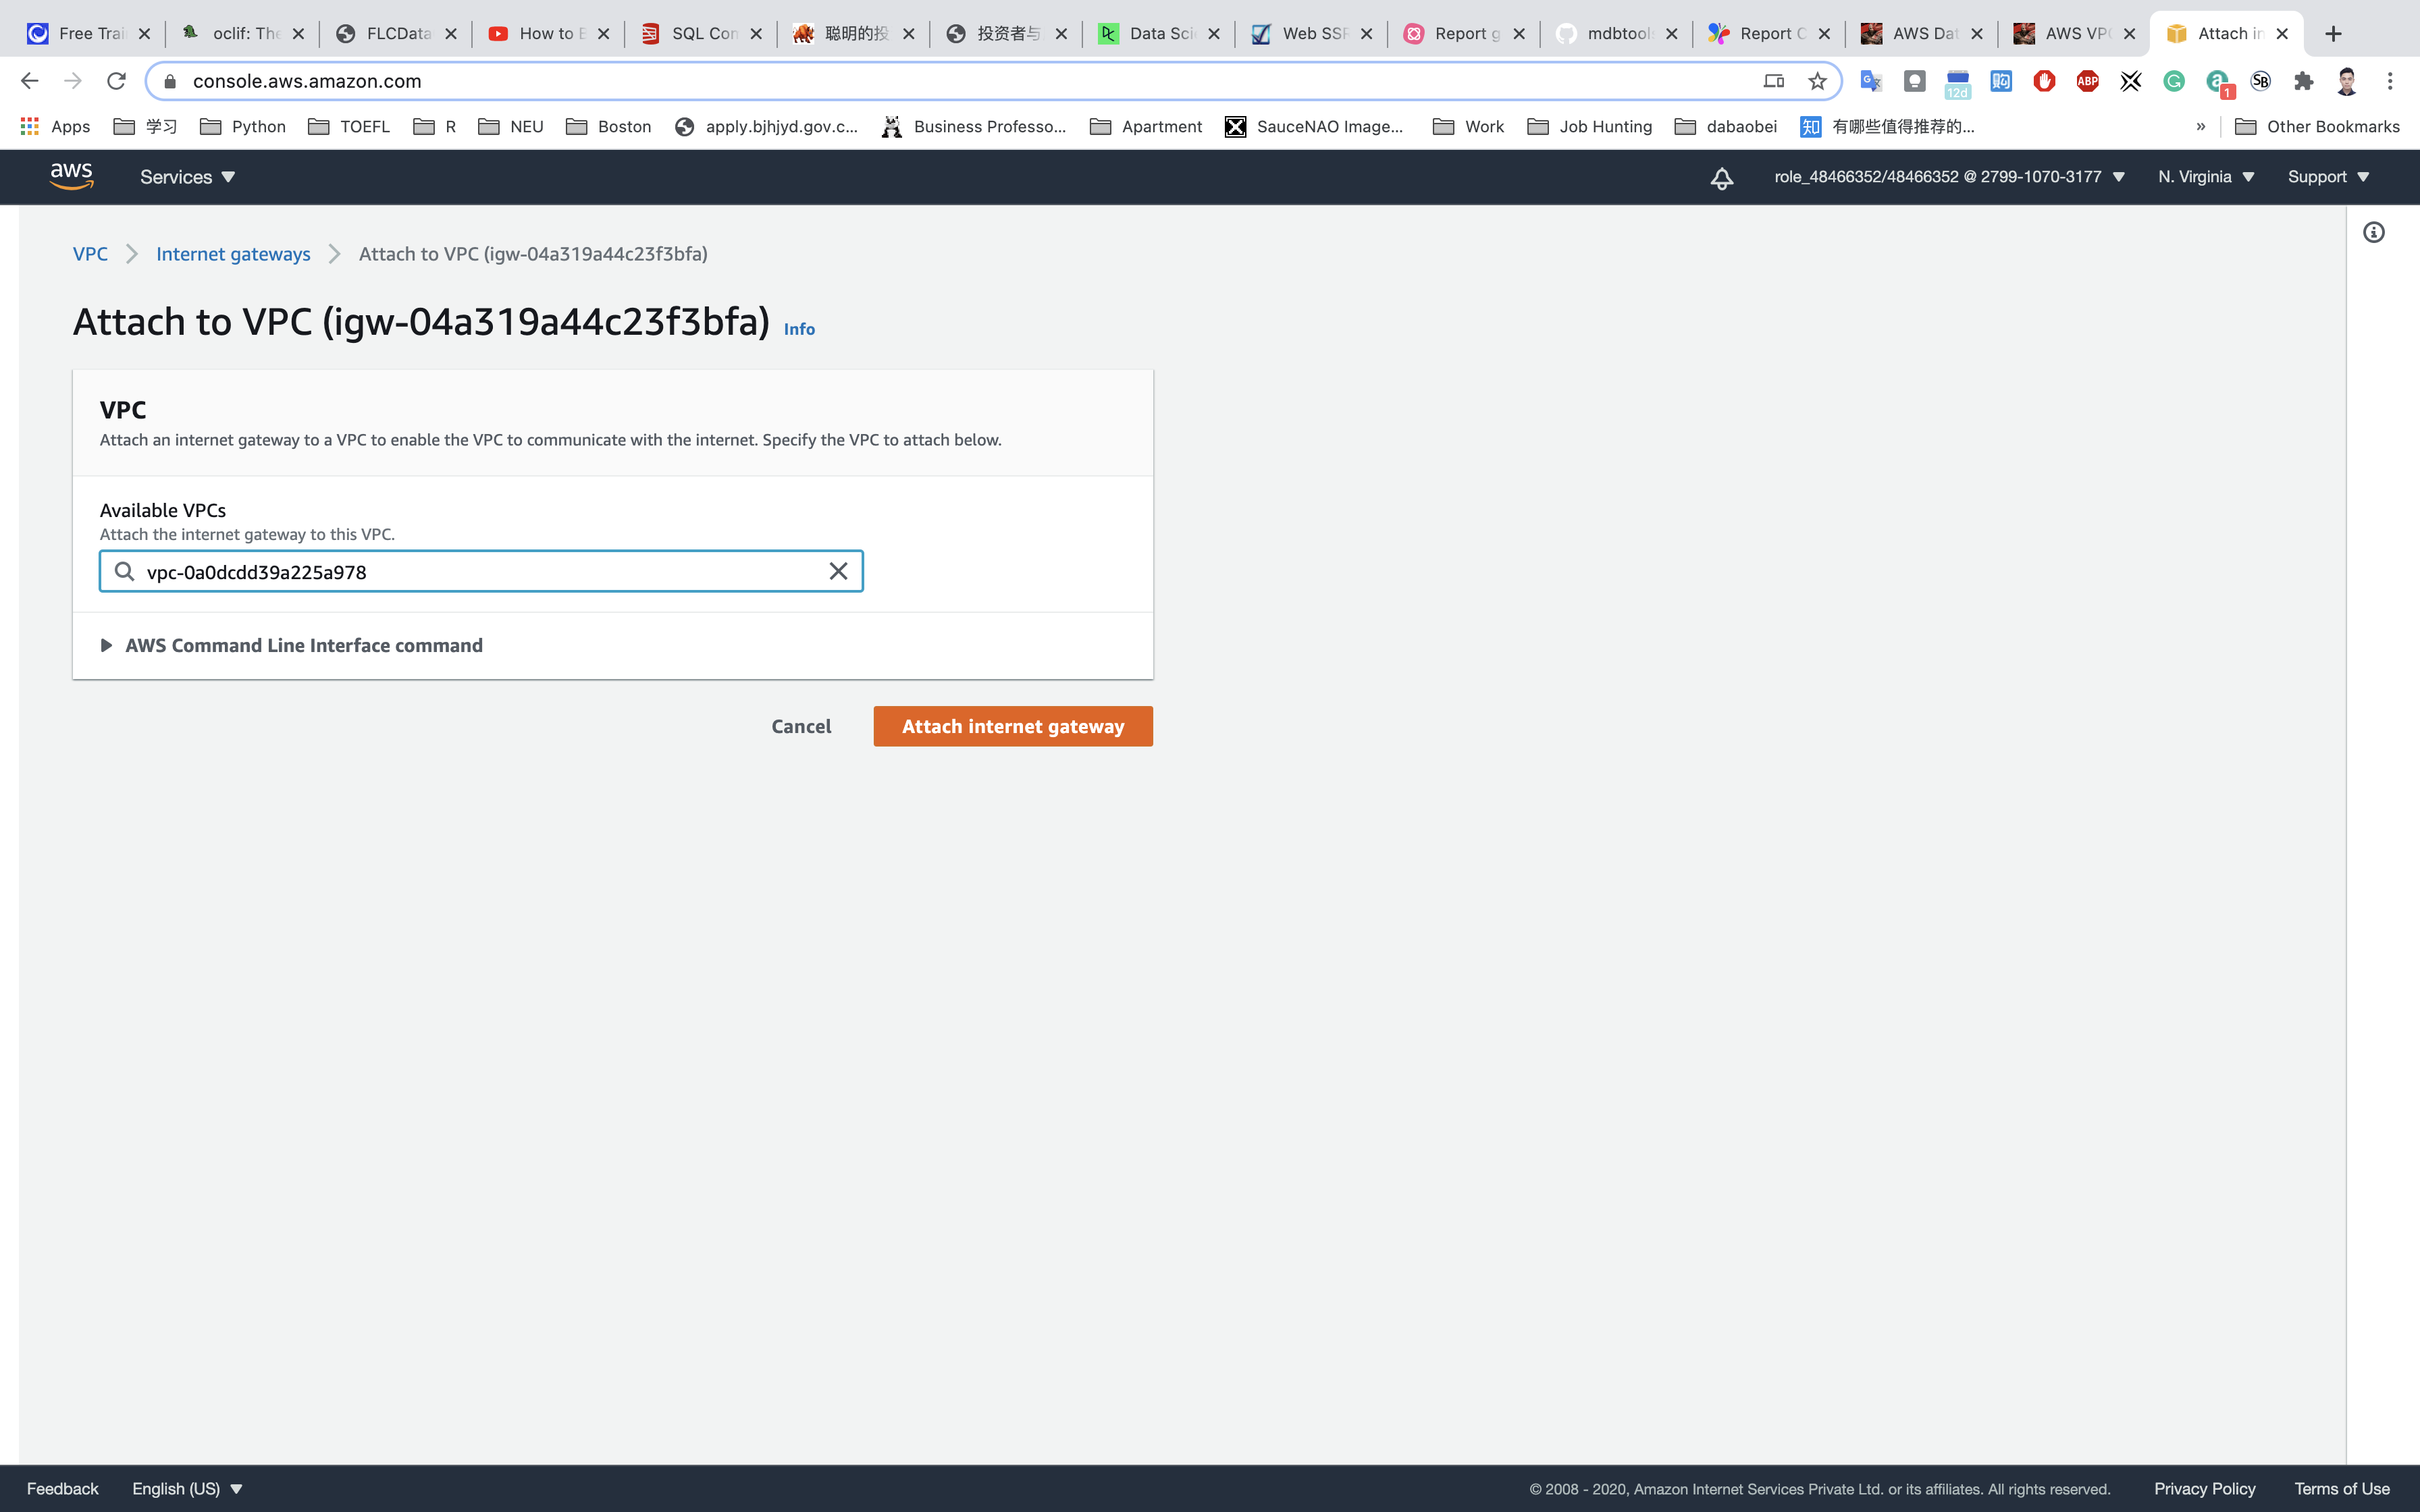 Free Trai
oclif: The
FLCData
How to E
SQL Con
聪明的投
投资者与
Data Sci
Web SSR
Report g
mdbtools
Report C
AWS Dat
AWS VPC
Attach in
console.aws.amazon.com
12d
ABP
1
Apps
学习
Python
TOEFL
R
NEU
Boston
apply.bjhjyd.gov.c...
Business Professo...
Apartment
SauceNAO Image...
Work
Job Hunting
dabaobei
知 有哪些值得推荐的...
»
Other Bookmarks
aws
Services
role_48466352/48466352 @ 2799-1070-3177
N. Virginia
Support
VPC
Internet gateways
Attach to VPC (igw-04a319a44c23f3bfa)
Attach to VPC (igw-04a319a44c23f3bfa) Info
VPC
Attach an internet gateway to a VPC to enable the VPC to communicate with the internet. Specify the VPC to attach below.
Available VPCs
Attach the internet gateway to this VPC.
vpc-0a0dcdd39a225a978
AWS Command Line Interface command
Cancel
Attach internet gateway
Feedback
English (US)
© 2008 - 2020, Amazon Internet Services Private Ltd. or its affiliates. All rights reserved.
Privacy Policy
Terms of Use